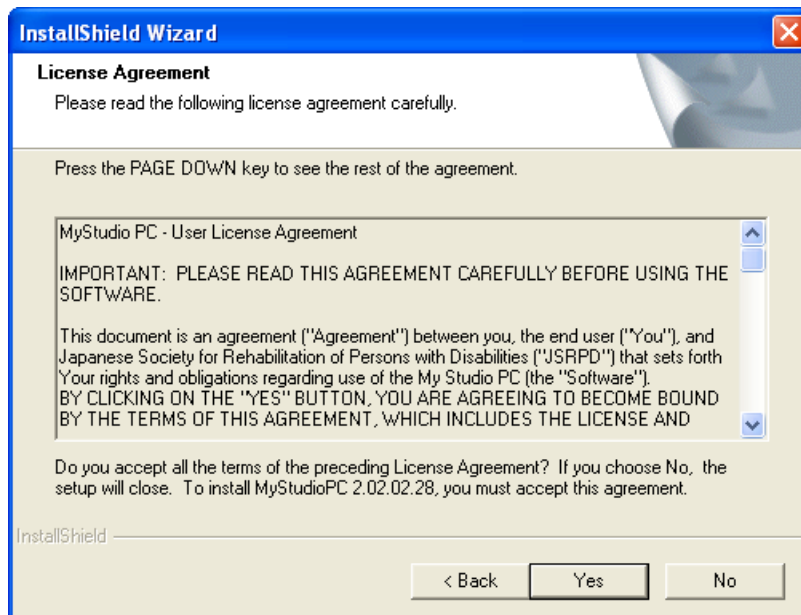 InstallShield Wizard
License Agreement
Please read the following license agreement carefully.
Press the PAGE DOWN key to see the rest of the agreement.
MyStudio PC - User License Agreement
IMPORTANT:  PLEASE READ THIS AGREEMENT CAREFULLY BEFORE USING THE
SOFTWARE.
This document is an agreement ("Agreement") between you, the end user ("You"), and
Japanese Society for Rehabilitation of Persons with Disabilities ("JSRPD") that sets forth
Your rights and obligations regarding use of the My Studio PC (the "Software").
BY CLICKING ON THE "YES" BUTTON, YOU ARE AGREEING TO BECOME BOUND
BY THE TERMS OF THIS AGREEMENT, WHICH INCLUDES THE LICENSE AND
Do you accept all the terms of the preceding License Agreement?  If you choose No,  the
setup will close.  To install MyStudioPC 2.02.02.28, you must accept this agreement.
InstallShield
< Back
Yes
No